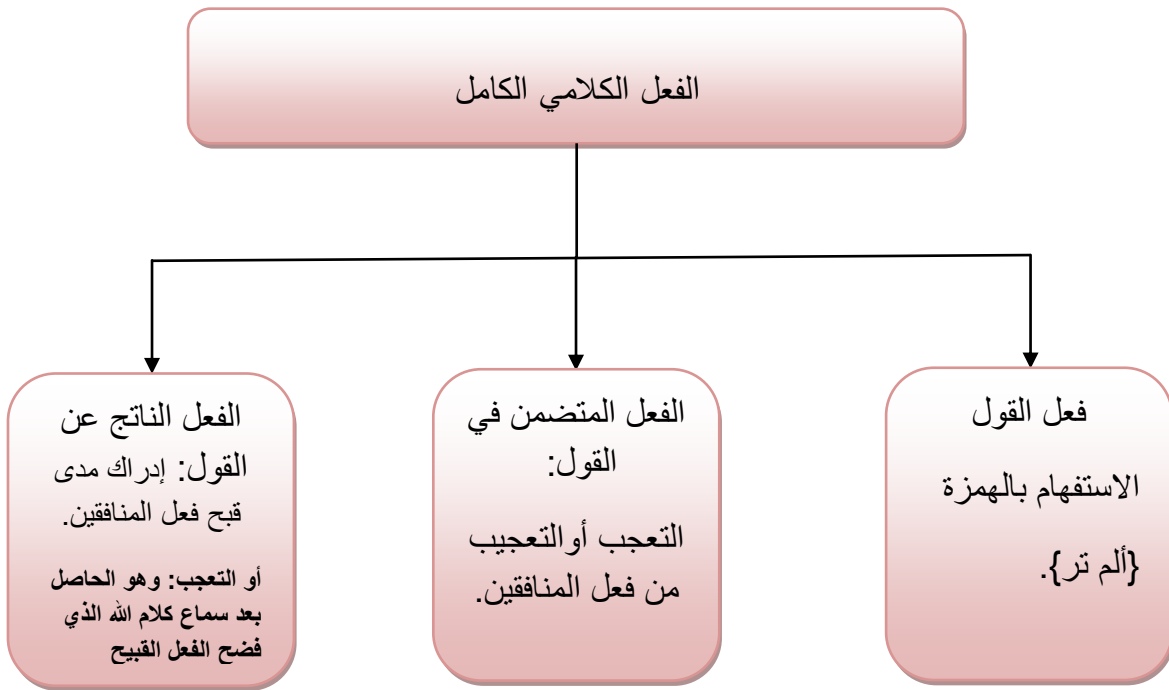 الفعل الكلامي الكامل
فعل القول
الاستفهام بالهمزة
{ألم تر}.
الفعل المتضمن في
القول:
التعجب أوالتعجيب
من فعل المنافقين.
الفعل الناتج عن
القول: إدراك مدى
قبح فعل المنافقين.
أو التعجب: وهو الحاصل
بعد سماع كلام الله الذي
فضح الفعل القبيح